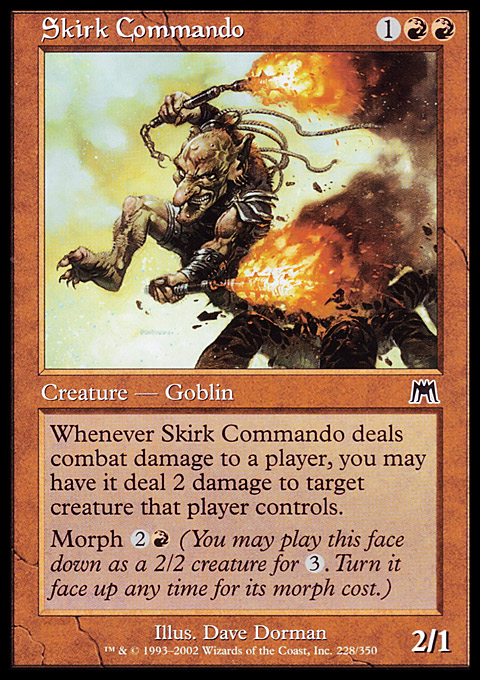 Skirk Commando 1
Creature — Goblin
Whenever Skirk Commando deals
combat damage to a player, you may
have it deal 2 damage to target
creature that player controls.
Morph 2 (You may play this face
down as a 2/2 creature for 3. Turn it
face up any time for its morph cost.)
Illus. Dave Dorman
™ & © 1993–2002 Wizards of the Coast, Inc. 228/350
2/1